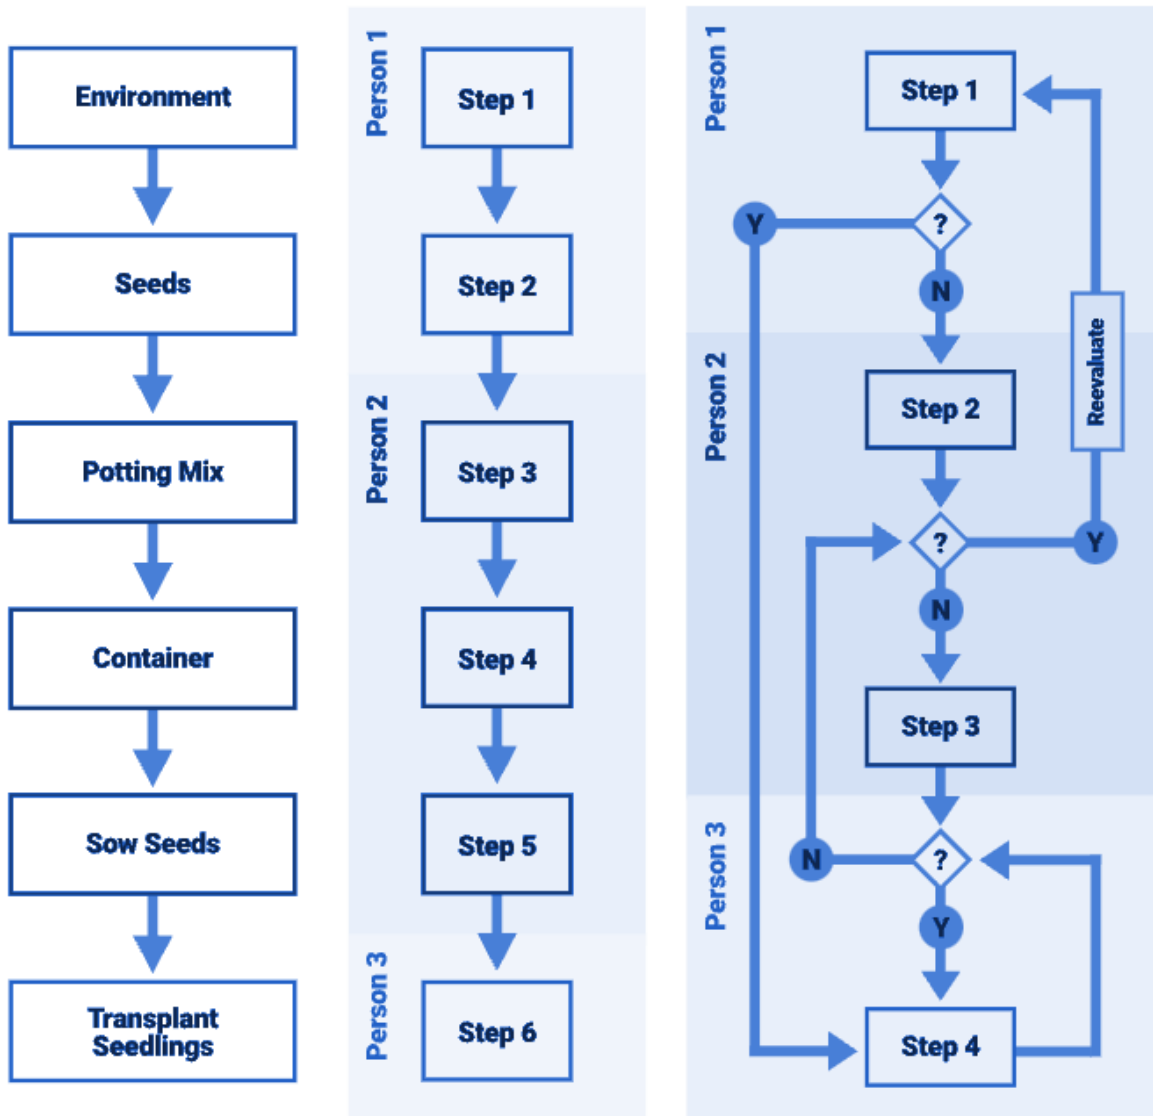 Environment
Seeds
Potting Mix
Container
Sow Seeds
Transplant
Seedlings
Person 1
Step 1
Step 2
Person 2
Step 3
Step 4
Step 5
Person 3
Step 6
Person 1
Step 1
?
Y
N
Reevaluate
Person 2
Step 2
?
Y
N
Step 3
Person 3
?
N
Y
Step 4